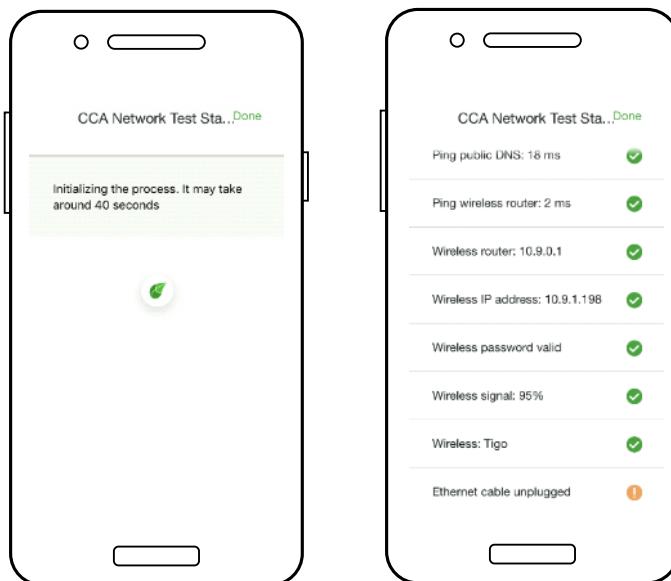 CCA Network Test Sta...Done
Initializing the process. It may take
around 40 seconds
CCA Network Test Sta...Done
Ping public DNS: 18 ms
Ping wireless router: 2 ms
Wireless router: 10.9.0.1
Wireless IP address: 10.9.1.198
Wireless password valid
Wireless signal: 95%
Wireless: Tigo
Ethernet cable unplugged